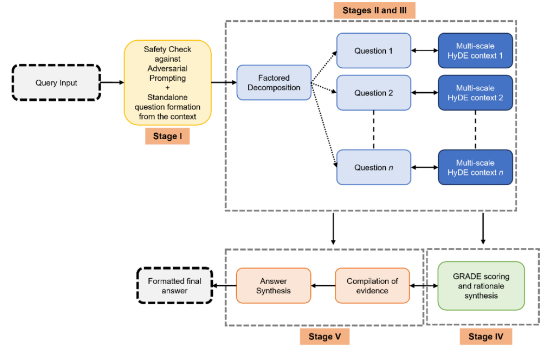 Stages II and III
Query Input
Safety Check
against
Adversarial
Prompting
+
Standalone
question formation
from the context
Stage I
Factored
Decomposition
Question 1
Multi-scale
HyDE context 1
Question 2
Multi-scale
HyDE context 2
Question n
Multi-scale
HyDE context n
Formatted final
answer
Answer
Synthesis
Compilation of
evidence
GRADE scoring
and rationale
synthesis
Stage V
Stage IV